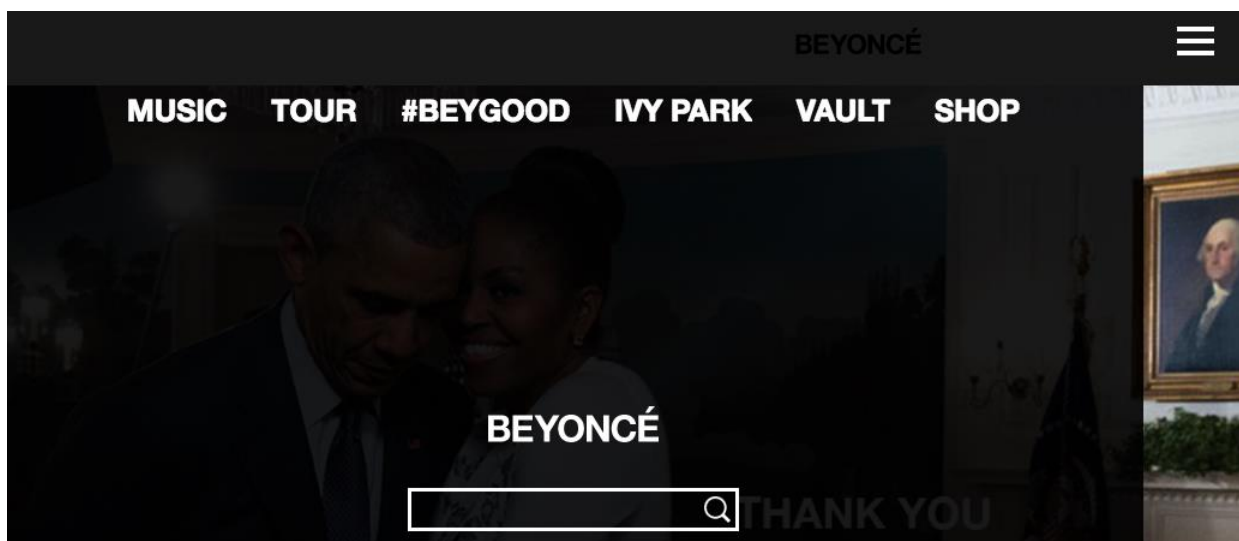 BEYONCÉ
MUSIC TOUR #BEYGOOD IVY PARK VAULT SHOP
BEYONCÉ
THANK YOU